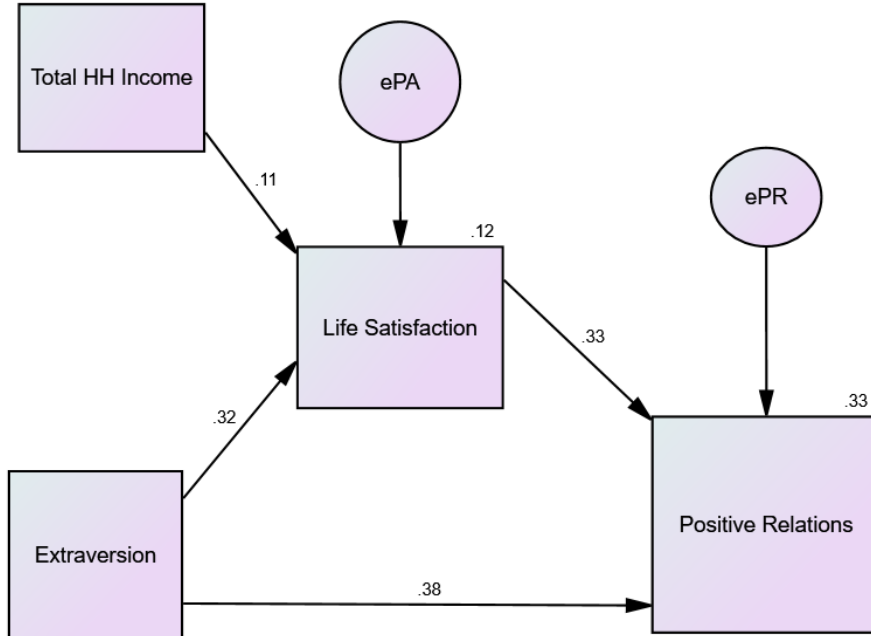 Total HH Income
ePA
.11
ePR
.12
Life Satisfaction
.33
.32
.33
Positive Relations
Extraversion
.38